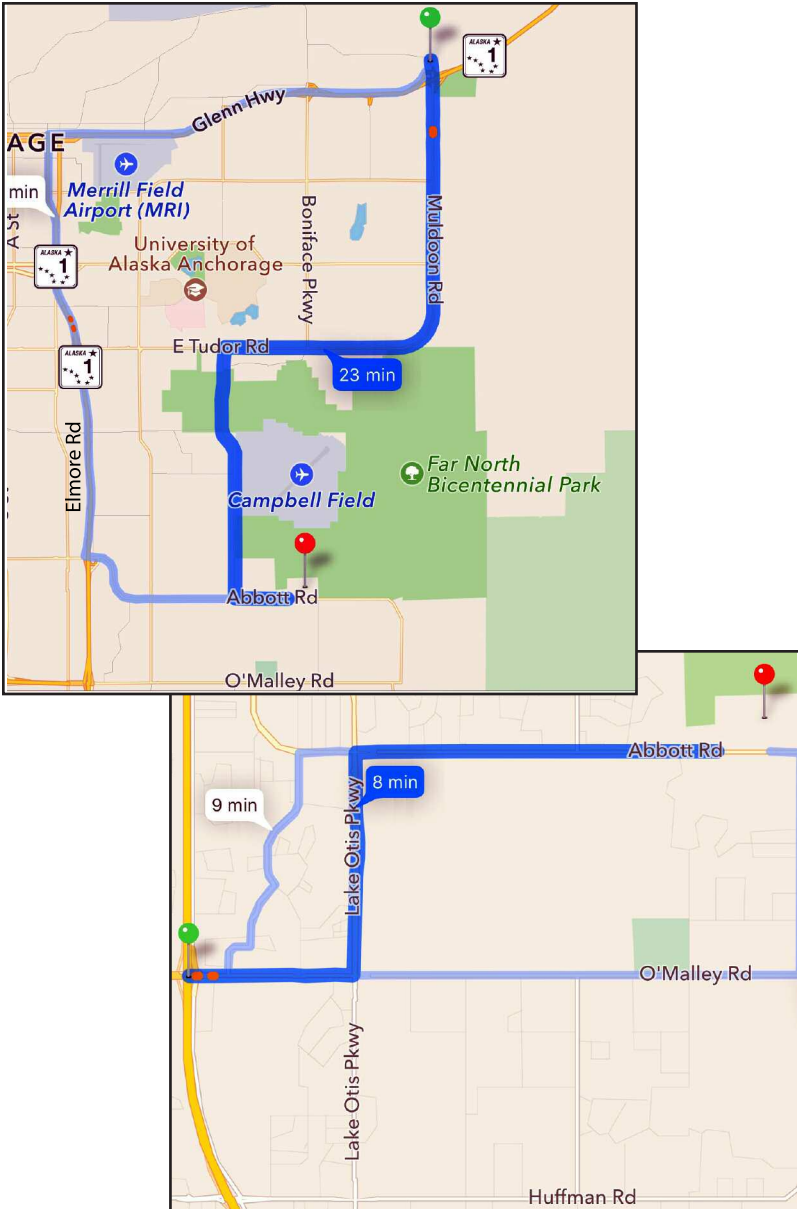 ALASKA
1
Glenn Hwy
AGE
min
Merrill Field
Airport (MRI)
A St
Boniface Pkwy
Muldoon Rd
University of
Alaska Anchorage
ALASKA
1
E Tudor Rd
ALASKA
1
23 min
Elmore Rd
Far North
Bicentennial Park
Campbell Field
Abbott Rd
O'Malley Rd
Abbott Rd
8 min
9 min
Lake Otis Pkwy
O'Malley Rd
Lake Otis Pkwy
Huffman Rd